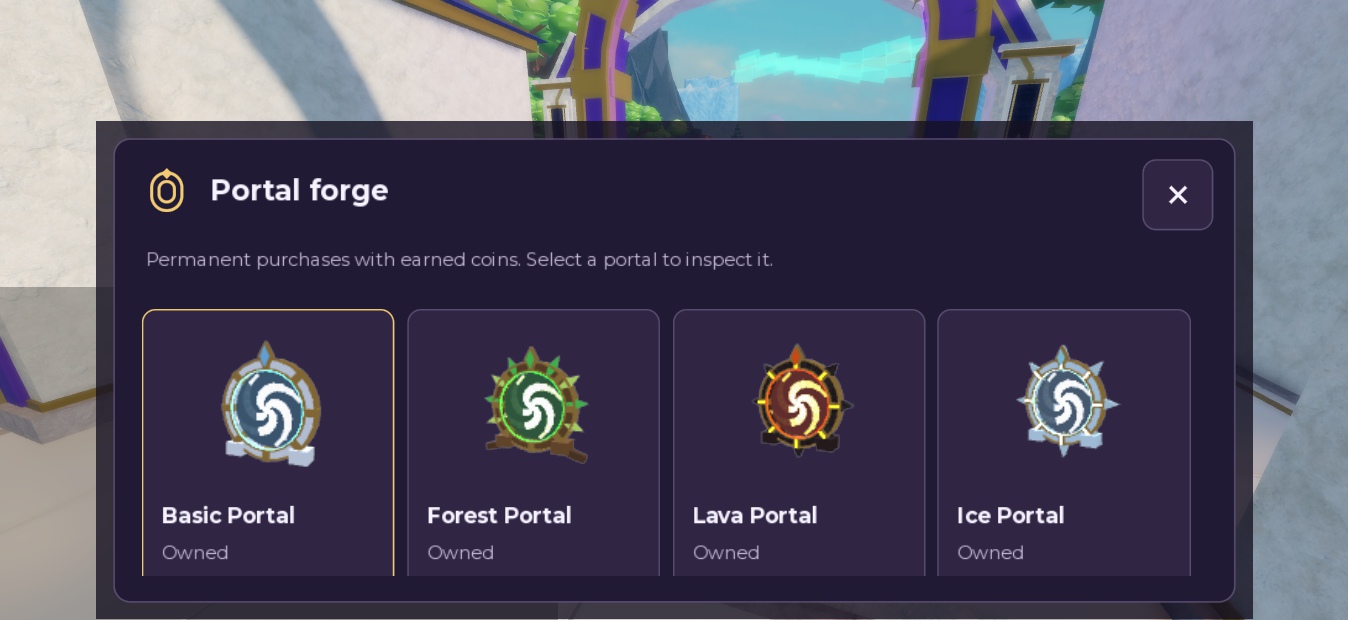 Portal forge
Permanent purchases with earned coins. Select a portal to inspect it.
Basic Portal
Owned
Forest Portal
Owned
Lava Portal
Owned
Ice Portal
Owned